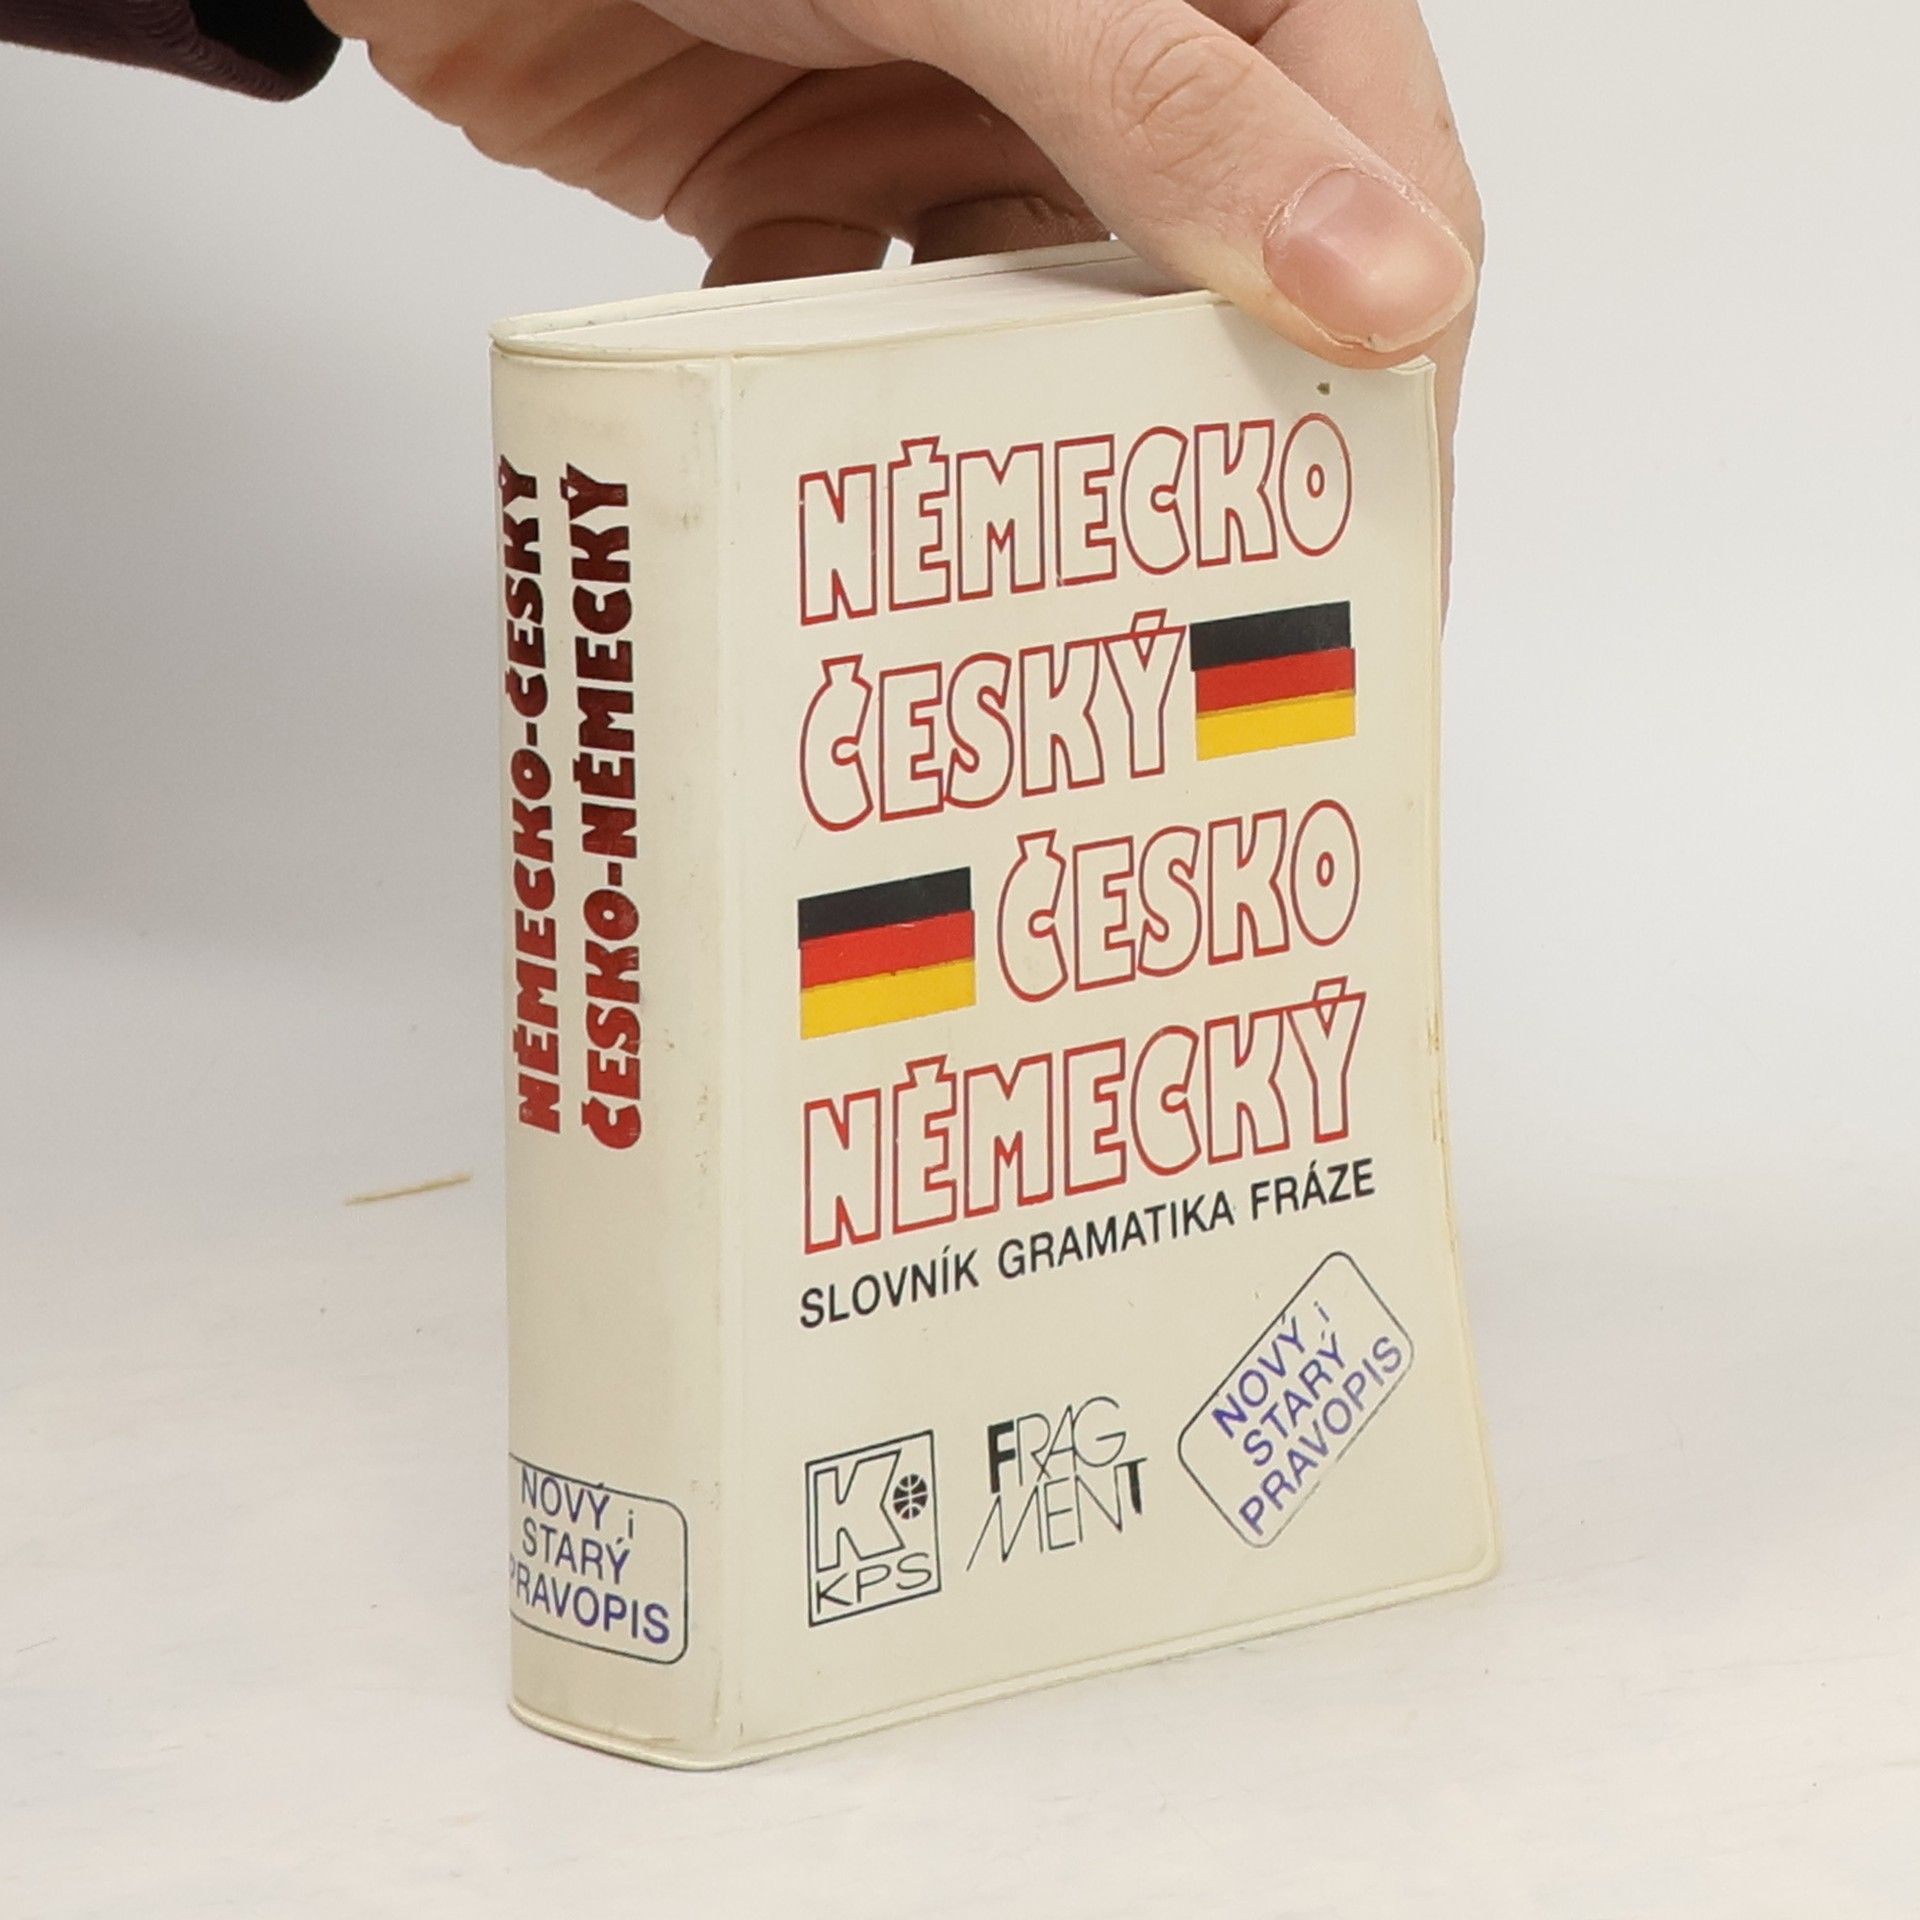 NĚMECKO-ČESKÝ
ČESKO-NĚMECKÝ
NOVÝ i
STARÝ
PRAVOPIS
NĚMECKO
ČESKÝ
ČESKO
NĚMECKÝ
SLOVNÍK GRAMATIKA FRÁZE
K
KPS
FRAG
MENT
NOVÝ i
STARÝ
PRAVOPIS